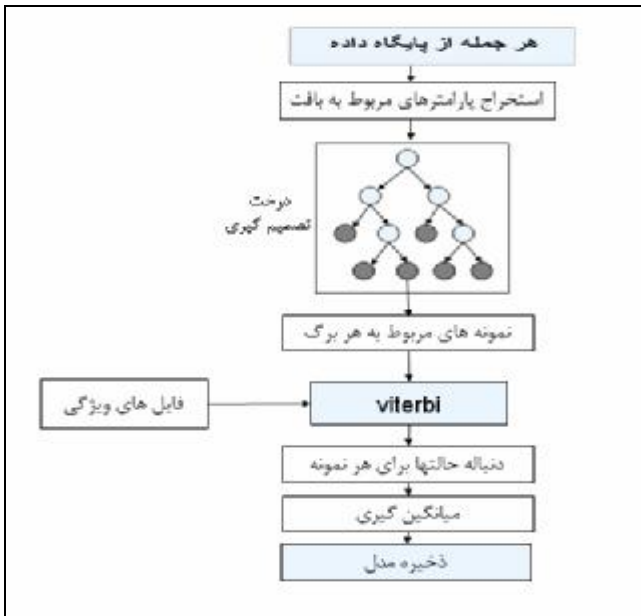 هر جمله از پایگاه داده
استخراج پارامترهای مربوط به بافت
درخت
تصمیم گیری
نمونه های مربوط به هر برگ
فایل های ویژگی
viterbi
دنباله حالتها برای هر نمونه
میانگین گیری
ذخیره مدل